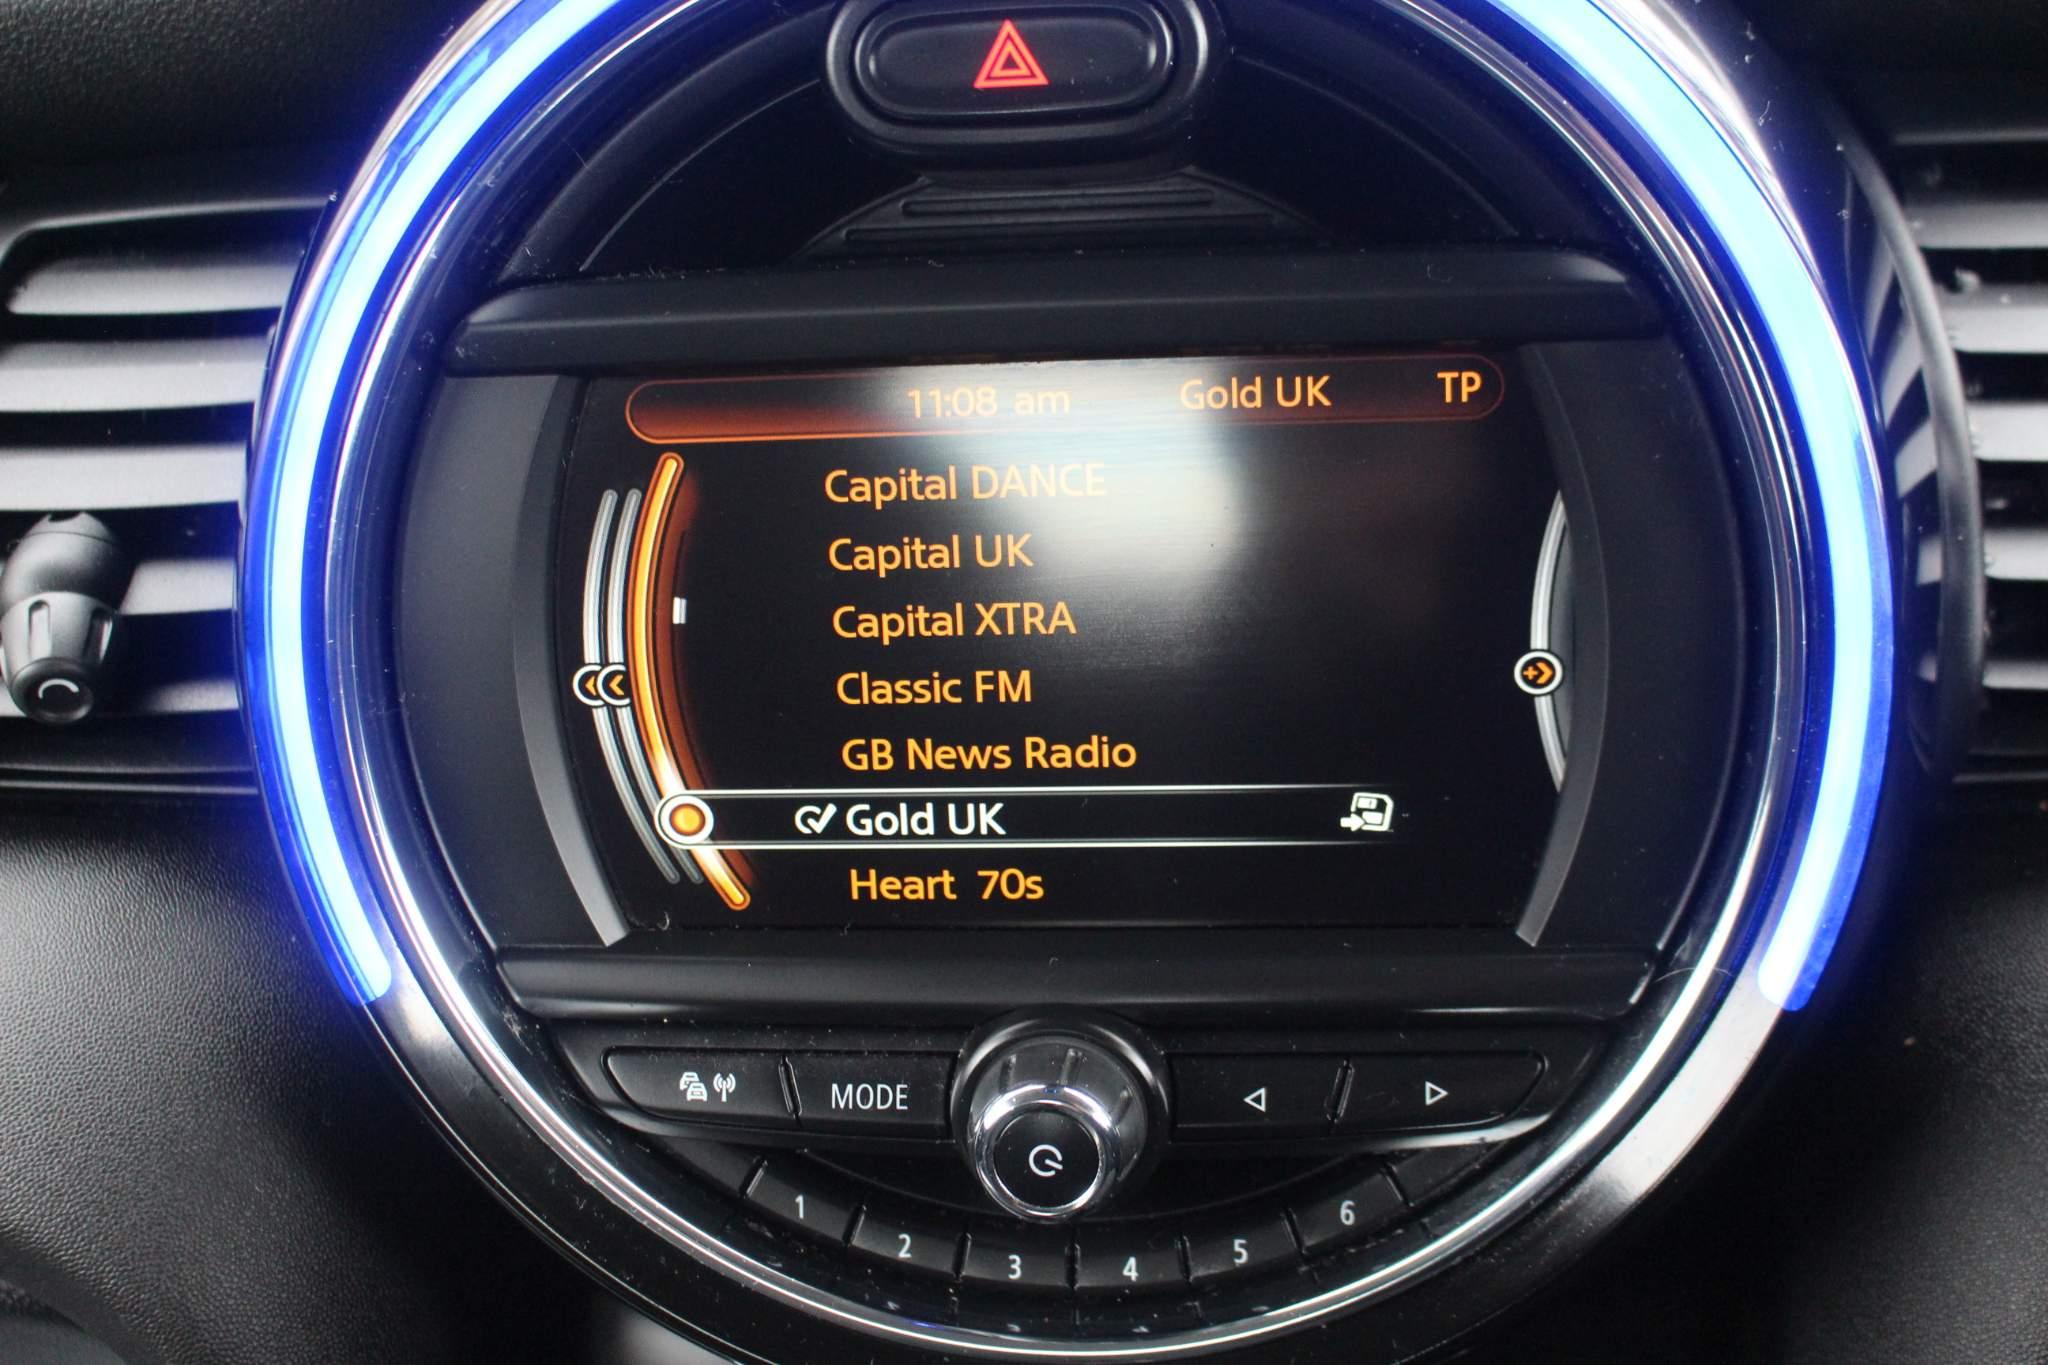 11:08 am Gold UK TP
Capital DANCE
Capital UK
Capital XTRA
Classic FM
GB News Radio
Gold UK
Heart 70s
MODE
1 2 3 4 5 6